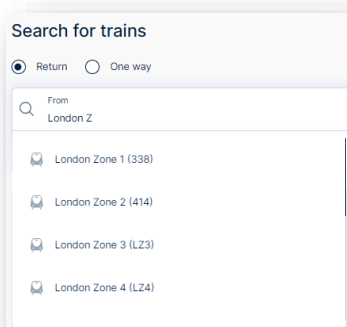 Search for trains
Return One way
From
London Z
London Zone 1 (338)
London Zone 2 (414)
London Zone 3 (LZ3)
London Zone 4 (LZ4)